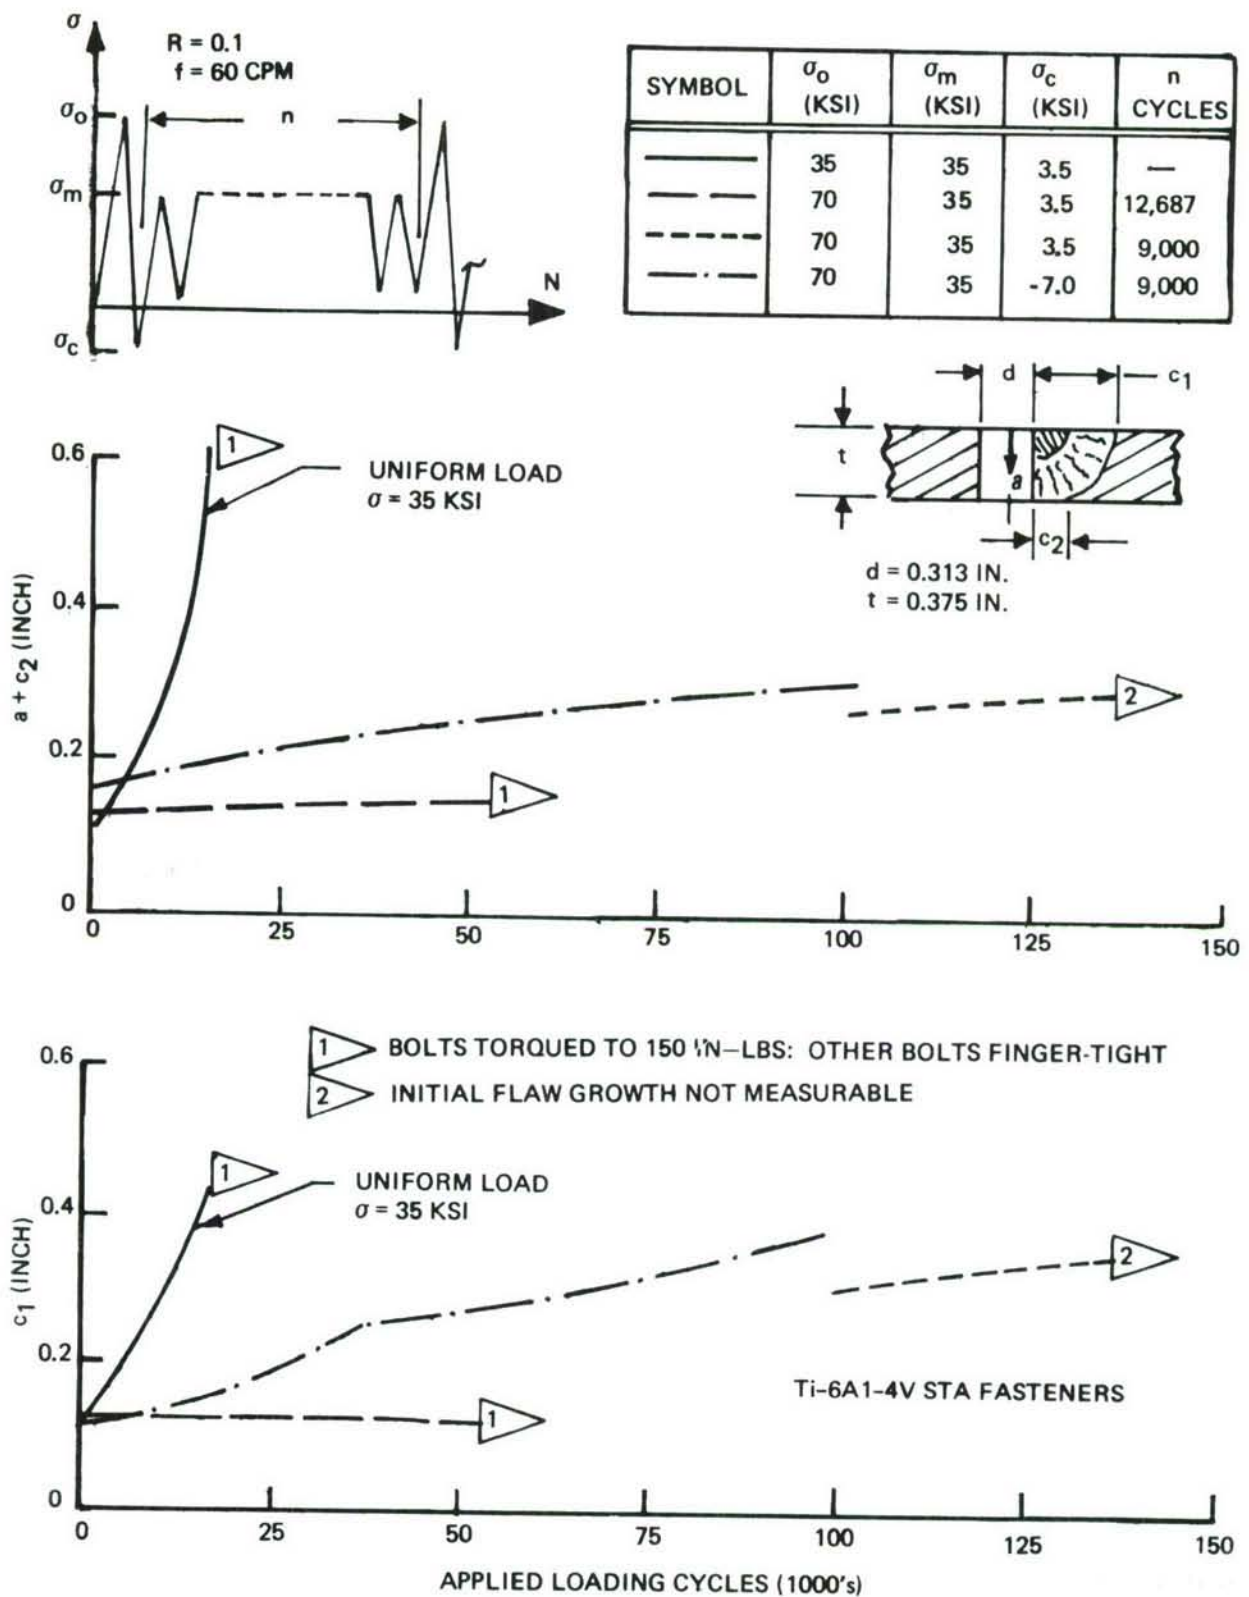 σ
R = 0.1
f = 60 CPM
σo
n
σm
N
σc
SYMBOL σo (KSI) σm (KSI) σc (KSI) n CYCLES
35 35 3.5 —
70 35 3.5 12,687
70 35 3.5 9,000
70 35 -7.0 9,000
d
c1
t
a
c2
d = 0.313 IN.
t = 0.375 IN.
0.6
1
UNIFORM LOAD
σ = 35 KSI
0.4
a + c2 (INCH)
2
0.2
1
0
0 25 50 75 100 125 150
0.6
1 BOLTS TORQUED TO 150 IN-LBS: OTHER BOLTS FINGER-TIGHT
2 INITIAL FLAW GROWTH NOT MEASURABLE
1
UNIFORM LOAD
σ = 35 KSI
0.4
c1 (INCH)
2
0.2
Ti-6A1-4V STA FASTENERS
1
0
0 25 50 75 100 125 150
APPLIED LOADING CYCLES (1000's)